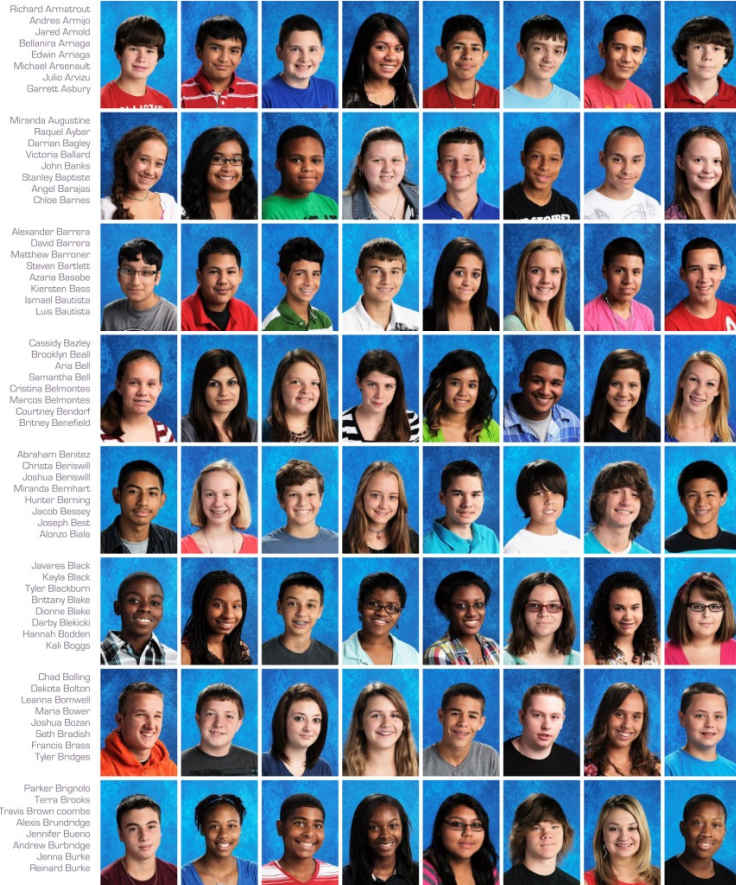 Richard Armatrout
Andres Armijo
Jared Arnold
Bellanira Arriaga
Edwin Arriaga
Michael Arsenault
Julio Arvizu
Garrett Asbury
Miranda Augustine
Raquel Aybar
Darrian Bagley
Victoria Ballard
John Banks
Stanley Baptiste
Angel Barajas
Chloe Barnes
Alexander Barrera
David Barrera
Matthew Barroner
Steven Bartlett
Azaria Basabe
Kiersten Bass
Ismael Bautista
Luis Bautista
Cassidy Bazley
Brooklyn Beall
Aria Bell
Samantha Bell
Cristina Belmontes
Marcos Belmontes
Courtney Bendorf
Britney Benefield
Abraham Benitez
Christa Beriswill
Joshua Beriswill
Miranda Bernhart
Hunter Berning
Jacob Bessey
Joseph Best
Alonzo Biala
Javares Black
Kayla Black
Tyler Blackburn
Brittany Blake
Dionne Blake
Darby Blekicki
Hannah Bodden
Kali Boggs
Chad Bolling
Dakota Bolton
Leanna Bomwell
Maria Bower
Joshua Bozan
Seth Bradish
Francis Brass
Tyler Bridges
Parker Brignolo
Terra Brooks
Travis Brown coombs
Alexis Brundridge
Jennifer Bueno
Andrew Burbridge
Jenna Burke
Reinard Burke